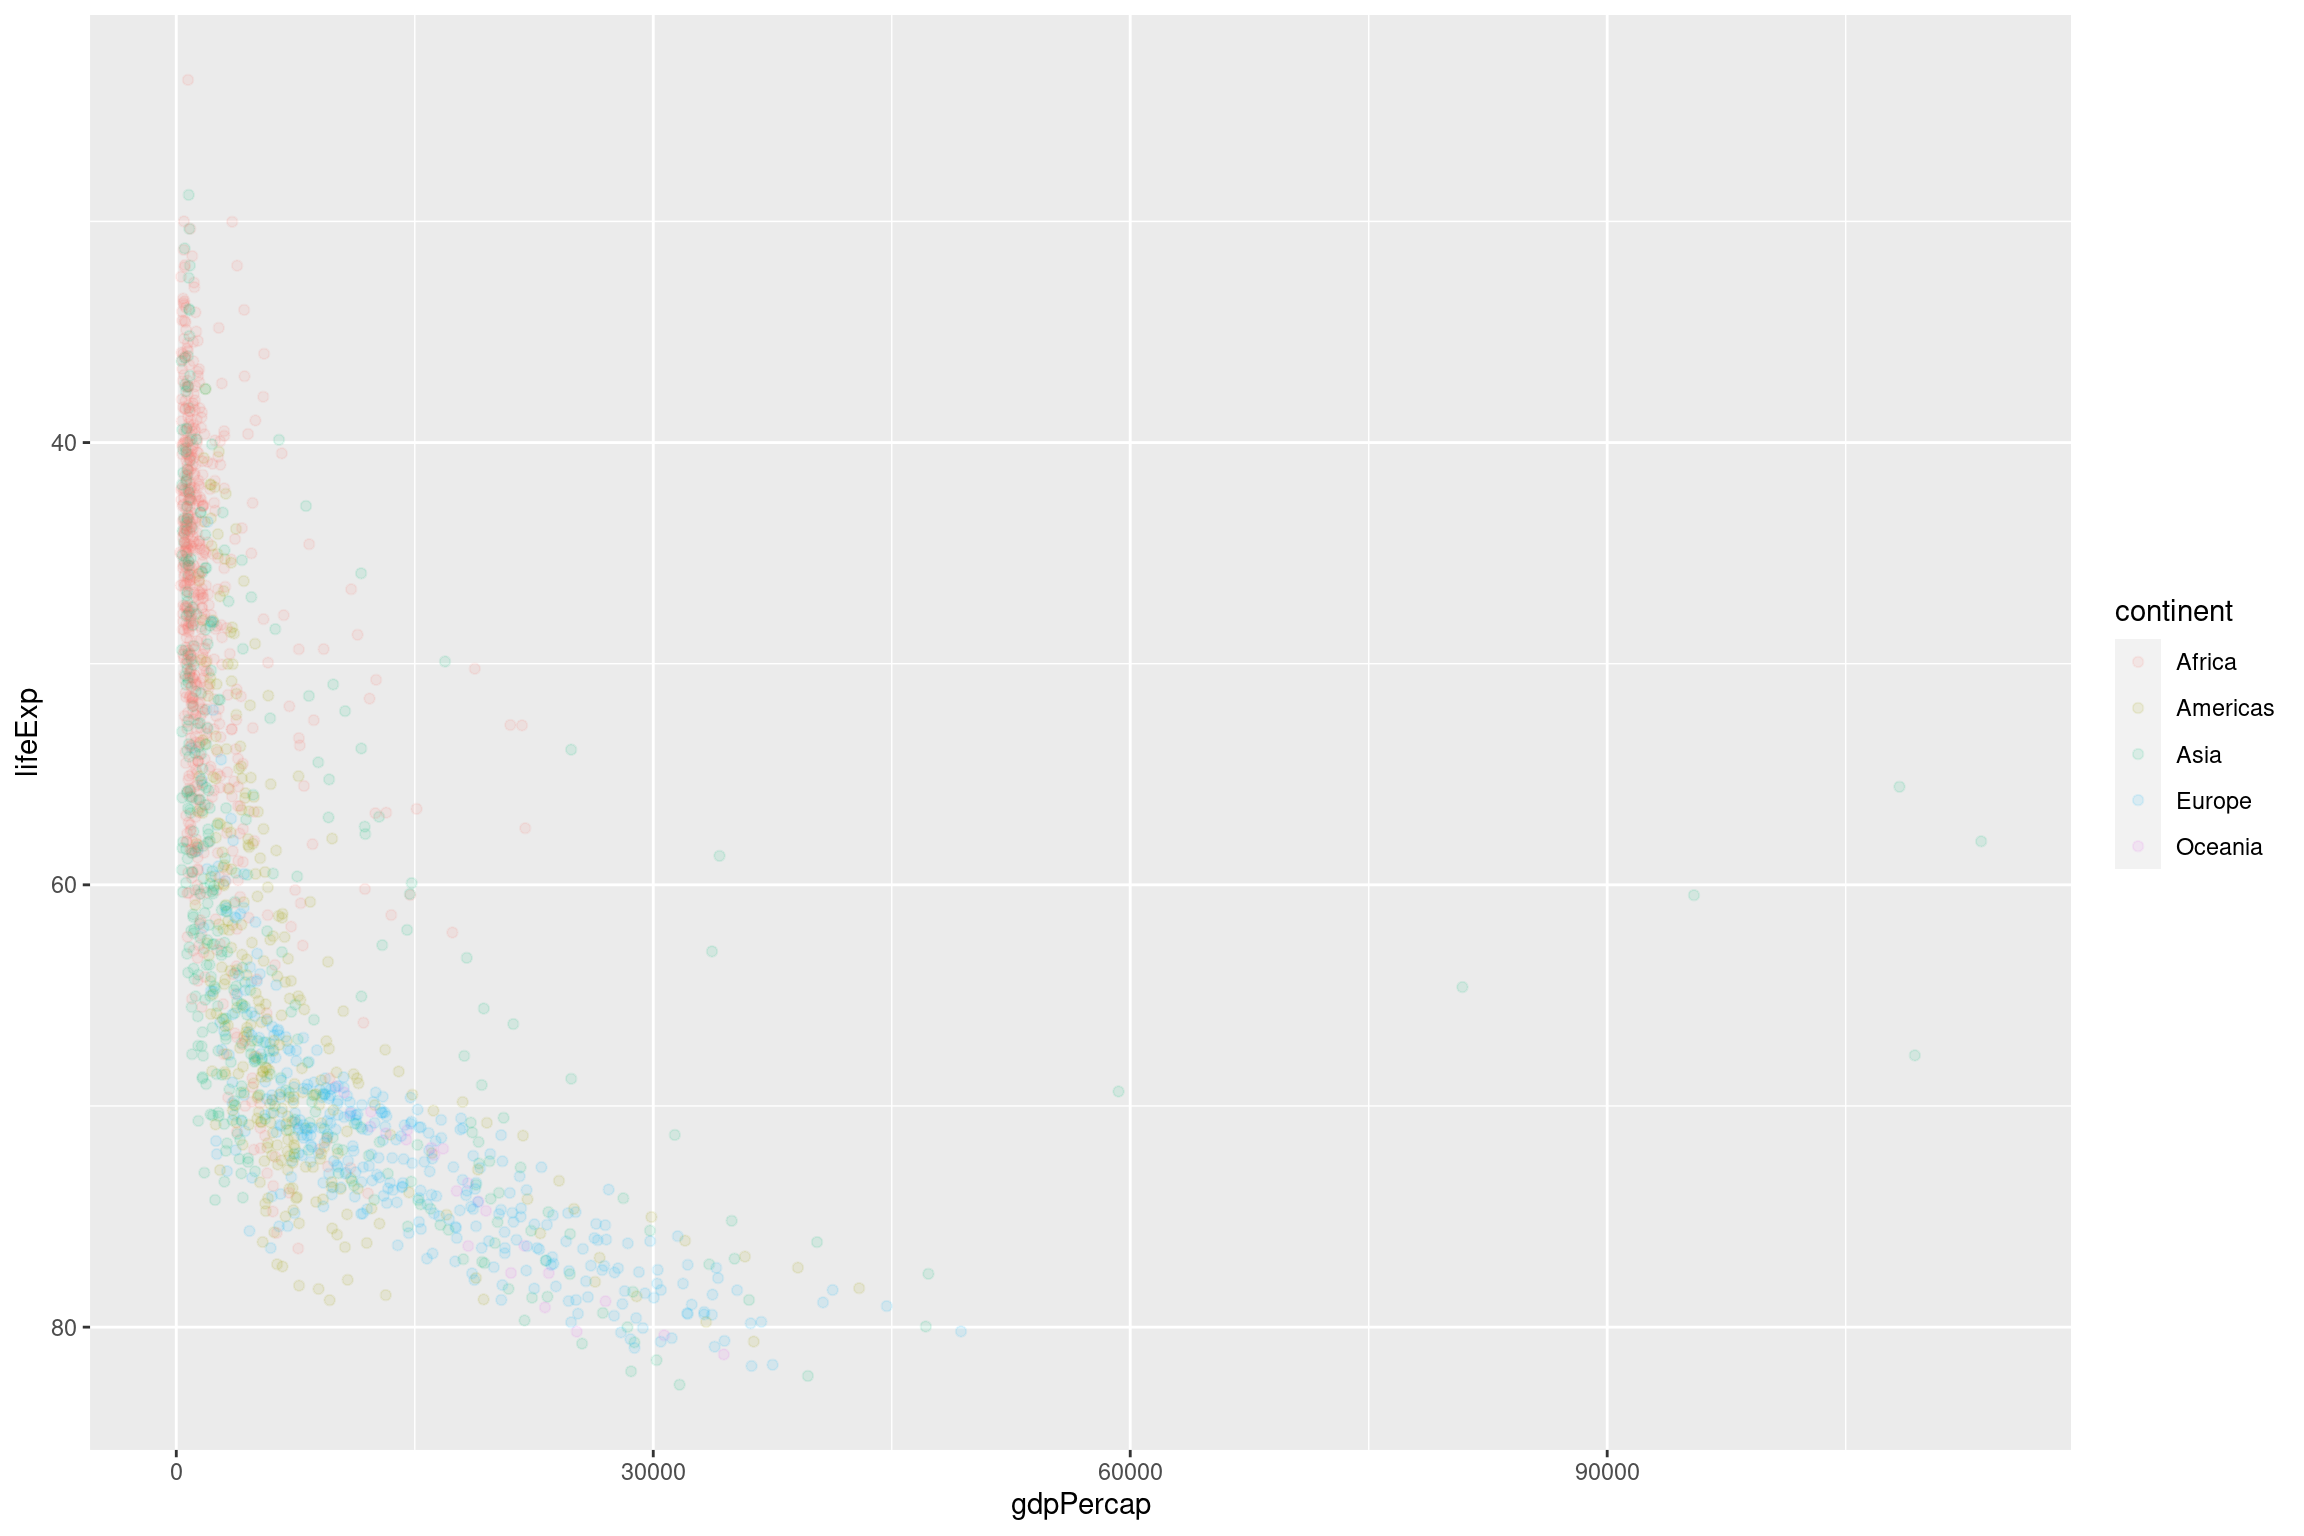 40
60
80
lifeExp
0 30000 60000 90000
gdpPercap
continent
Africa
Americas
Asia
Europe
Oceania